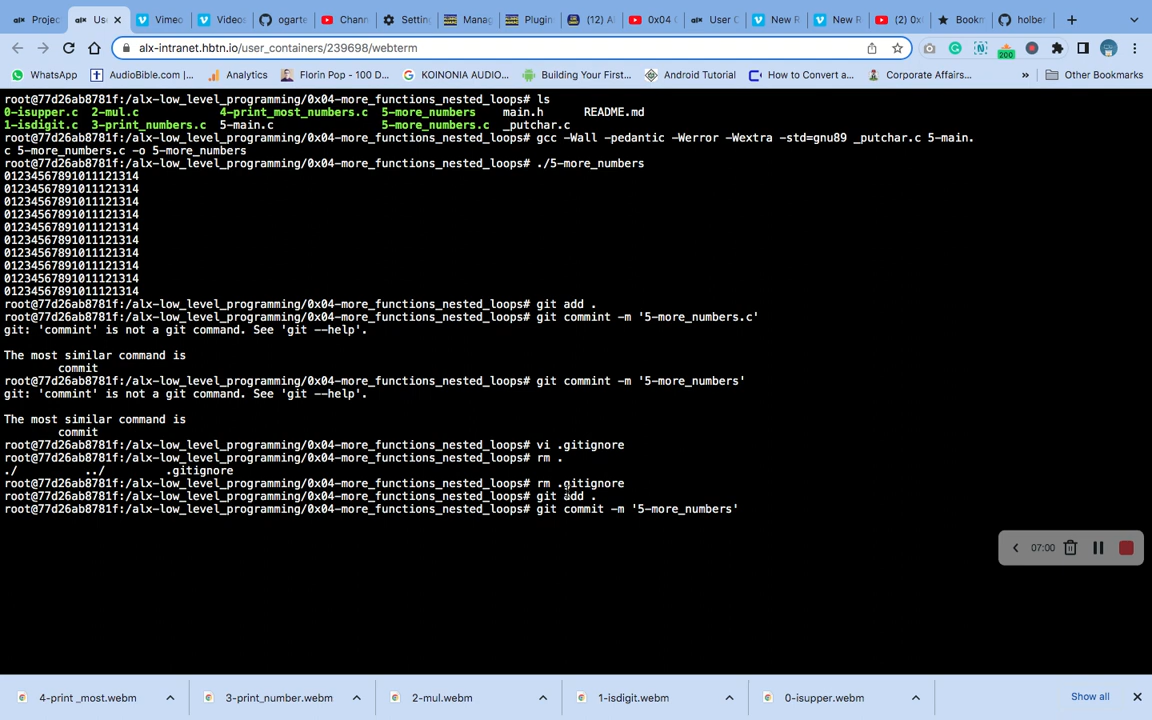 Projec
Use
Vimeo
Videos
ogarte
Chann
Settin
Manag
Plugin
(12) A
0x04 C
User C
New R
New R
(2) 0x
Bookm
holber
alx-intranet.hbtn.io/user_containers/239698/webterm
200
WhatsApp
AudioBible.com |...
Analytics
Florin Pop - 100 D...
KOINONIA AUDIO...
Building Your First...
Android Tutorial
How to Convert a...
Corporate Affairs...
»
Other Bookmarks
root@77d26ab8781f:/alx-low_level_programming/0x04-more_functions_nested_loops# ls
0-isupper.c 2-mul.c 4-print_most_numbers.c 5-more_numbers main.h README.md
1-isdigit.c 3-print_numbers.c 5-main.c 5-more_numbers.c _putchar.c
root@77d26ab8781f:/alx-low_level_programming/0x04-more_functions_nested_loops# gcc -Wall -pedantic -Werror -Wextra -std=gnu89 _putchar.c 5-main.
c 5-more_numbers.c -o 5-more_numbers
root@77d26ab8781f:/alx-low_level_programming/0x04-more_functions_nested_loops# ./5-more_numbers
01234567891011121314
01234567891011121314
01234567891011121314
01234567891011121314
01234567891011121314
01234567891011121314
01234567891011121314
01234567891011121314
01234567891011121314
01234567891011121314
root@77d26ab8781f:/alx-low_level_programming/0x04-more_functions_nested_loops# git add .
root@77d26ab8781f:/alx-low_level_programming/0x04-more_functions_nested_loops# git commint -m '5-more_numbers.c'
git: 'commint' is not a git command. See 'git --help'.
The most similar command is
commit
root@77d26ab8781f:/alx-low_level_programming/0x04-more_functions_nested_loops# git commint -m '5-more_numbers'
git: 'commint' is not a git command. See 'git --help'.
The most similar command is
commit
root@77d26ab8781f:/alx-low_level_programming/0x04-more_functions_nested_loops# vi .gitignore
root@77d26ab8781f:/alx-low_level_programming/0x04-more_functions_nested_loops# rm .
./ ../ .gitignore
root@77d26ab8781f:/alx-low_level_programming/0x04-more_functions_nested_loops# rm .gitignore
root@77d26ab8781f:/alx-low_level_programming/0x04-more_functions_nested_loops# git add .
root@77d26ab8781f:/alx-low_level_programming/0x04-more_functions_nested_loops# git commit -m '5-more_numbers'
07:00
4-print _most.webm
3-print_number.webm
2-mul.webm
1-isdigit.webm
0-isupper.webm
Show all